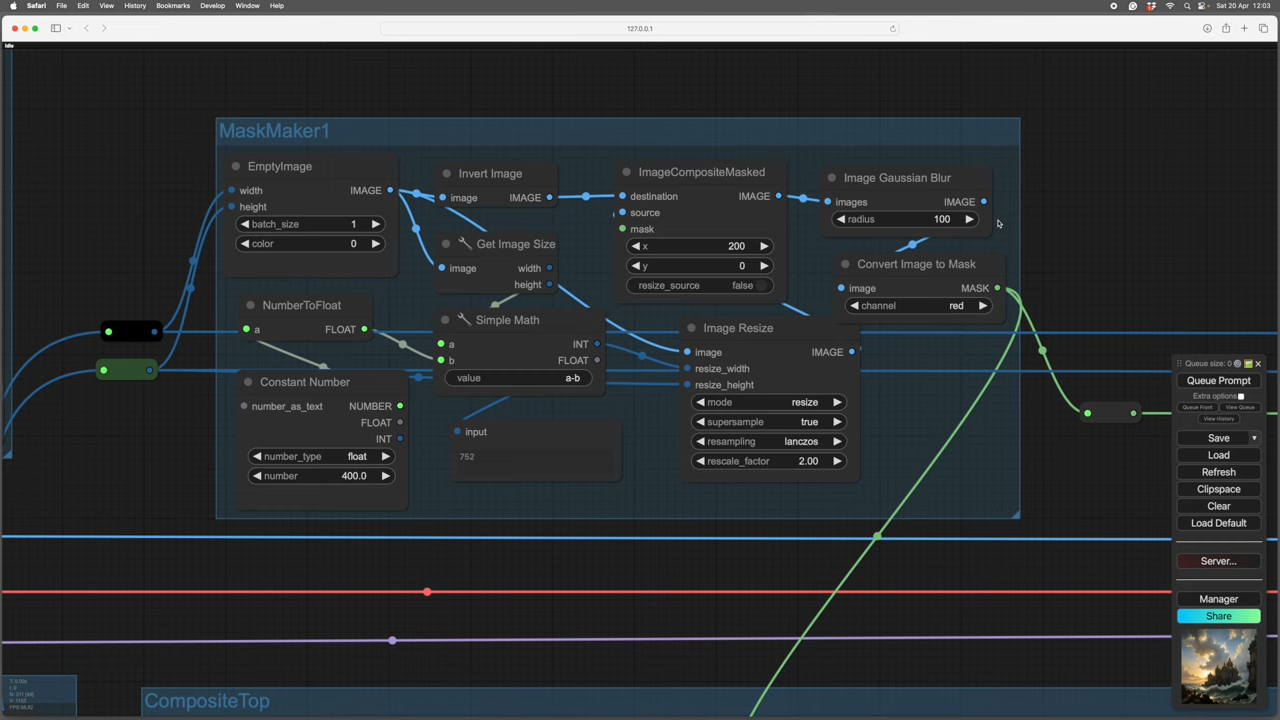 Safari File Edit View History Bookmarks Develop Window Help
Sat 20 Apr 12:03
127.0.0.1
Idle
MaskMaker1
EmptyImage
width IMAGE
height
batch_size 1
color 0
Invert Image
image IMAGE
Get Image Size
image width
height
ImageCompositeMasked
destination IMAGE
source
mask
x 200
y 0
resize_source false
Image Gaussian Blur
images IMAGE
radius 100
Convert Image to Mask
image MASK
channel red
NumberToFloat
a FLOAT
Simple Math
a INT
b FLOAT
value a-b
Image Resize
image IMAGE
resize_width
resize_height
mode resize
supersample true
resampling lanczos
rescale_factor 2.00
Constant Number
number_as_text NUMBER
FLOAT
INT
number_type float
number 400.0
input
752
Queue size: 0
Queue Prompt
Extra options
Queue Front View Queue
View History
Save
Load
Refresh
Clipspace
Clear
Load Default
Server...
Manager
Share
CompositeTop
T: 0.00s
I: 0
V: 1152